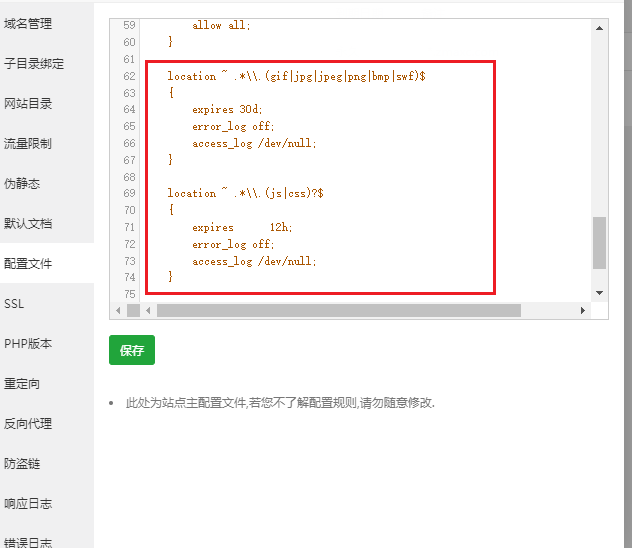 域名管理
子目录绑定
网站目录
流量限制
伪静态
默认文档
配置文件
SSL
PHP版本
重定向
反向代理
防盗链
响应日志
错误日志
59 allow all;
60 }
61
62 location ~ .*\\.(gif|jpg|jpeg|png|bmp|swf)$
63 {
64 expires 30d;
65 error_log off;
66 access_log /dev/null;
67 }
68
69 location ~ .*\\.(js|css)?$
70 {
71 expires 12h;
72 error_log off;
73 access_log /dev/null;
74 }
75
保存
此处为站点主配置文件,若您不了解配置规则,请勿随意修改.